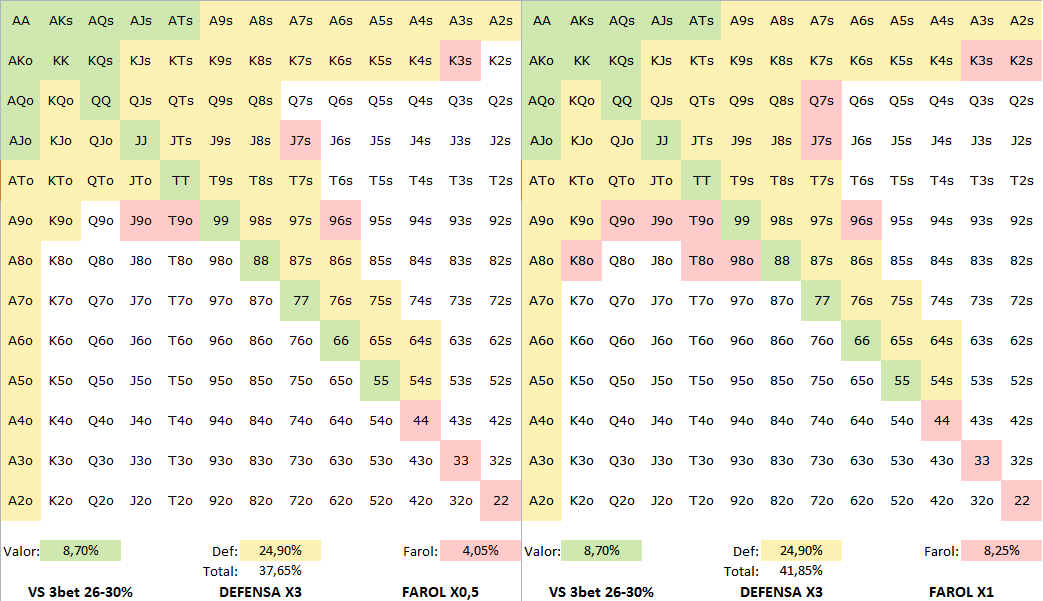 AA AKs AQs AJs ATs A9s A8s A7s A6s A5s A4s A3s A2s AA AKs AQs AJs ATs A9s A8s A7s A6s A5s A4s A3s A2s
AKo KK KQs KJs KTs K9s K8s K7s K6s K5s K4s K3s K2s AKo KK KQs KJs KTs K9s K8s K7s K6s K5s K4s K3s K2s
AQo KQo QQ QJs QTs Q9s Q8s Q7s Q6s Q5s Q4s Q3s Q2s AQo KQo QQ QJs QTs Q9s Q8s Q7s Q6s Q5s Q4s Q3s Q2s
AJo KJo QJo JJ JTs J9s J8s J7s J6s J5s J4s J3s J2s AJo KJo QJo JJ JTs J9s J8s J7s J6s J5s J4s J3s J2s
ATo KTo QTo JTo TT T9s T8s T7s T6s T5s T4s T3s T2s ATo KTo QTo JTo TT T9s T8s T7s T6s T5s T4s T3s T2s
A9o K9o Q9o J9o T9o 99 98s 97s 96s 95s 94s 93s 92s A9o K9o Q9o J9o T9o 99 98s 97s 96s 95s 94s 93s 92s
A8o K8o Q8o J8o T8o 98o 88 87s 86s 85s 84s 83s 82s A8o K8o Q8o J8o T8o 98o 88 87s 86s 85s 84s 83s 82s
A7o K7o Q7o J7o T7o 97o 87o 77 76s 75s 74s 73s 72s A7o K7o Q7o J7o T7o 97o 87o 77 76s 75s 74s 73s 72s
A6o K6o Q6o J6o T6o 96o 86o 76o 66 65s 64s 63s 62s A6o K6o Q6o J6o T6o 96o 86o 76o 66 65s 64s 63s 62s
A5o K5o Q5o J5o T5o 95o 85o 75o 65o 55 54s 53s 52s A5o K5o Q5o J5o T5o 95o 85o 75o 65o 55 54s 53s 52s
A4o K4o Q4o J4o T4o 94o 84o 74o 64o 54o 44 43s 42s A4o K4o Q4o J4o T4o 94o 84o 74o 64o 54o 44 43s 42s
A3o K3o Q3o J3o T3o 93o 83o 73o 63o 53o 43o 33 32s A3o K3o Q3o J3o T3o 93o 83o 73o 63o 53o 43o 33 32s
A2o K2o Q2o J2o T2o 92o 82o 72o 62o 52o 42o 32o 22 A2o K2o Q2o J2o T2o 92o 82o 72o 62o 52o 42o 32o 22
Valor: 8,70% Def: 24,90% Farol: 4,05% Valor: 8,70% Def: 24,90% Farol: 8,25%
Total: 37,65% Total: 41,85%
VS 3bet 26-30% DEFENSA X3 FAROL X0,5 VS 3bet 26-30% DEFENSA X3 FAROL X1